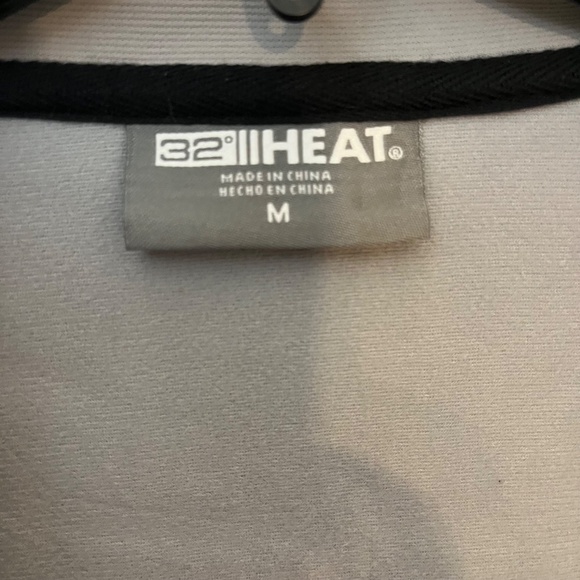 32° HEAT®
MADE IN CHINA
HECHO EN CHINA
M